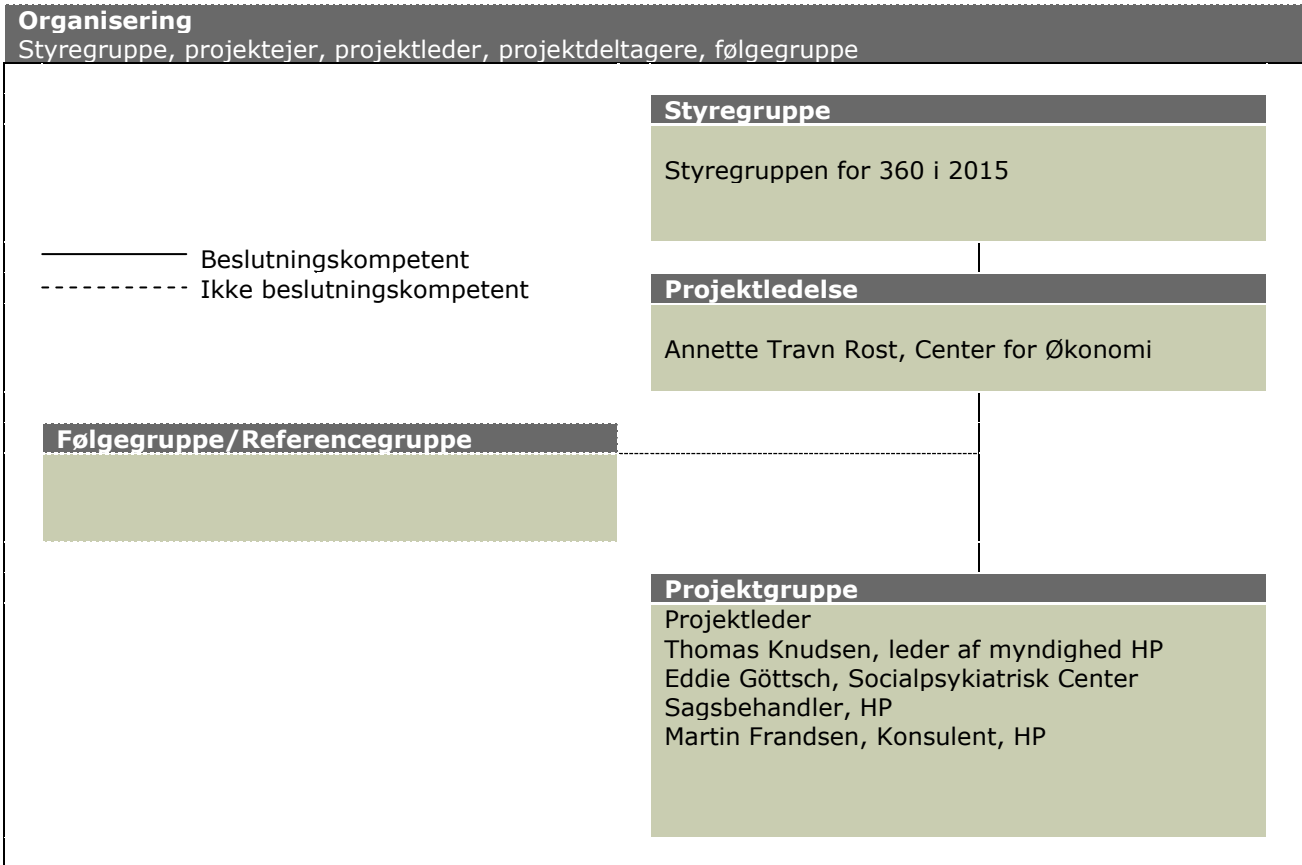 Organisering
Styregruppe, projektejer, projektleder, projektdeltagere, følgegruppe
Styregruppe
Styregruppen for 360 i 2015
Beslutningskompetent
Ikke beslutningskompetent
Projektledelse
Annette Travn Rost, Center for Økonomi
Følgegruppe/Referencegruppe
Projektgruppe
Projektleder
Thomas Knudsen, leder af myndighed HP
Eddie Göttsch, Socialpsykiatrisk Center
Sagsbehandler, HP
Martin Frandsen, Konsulent, HP